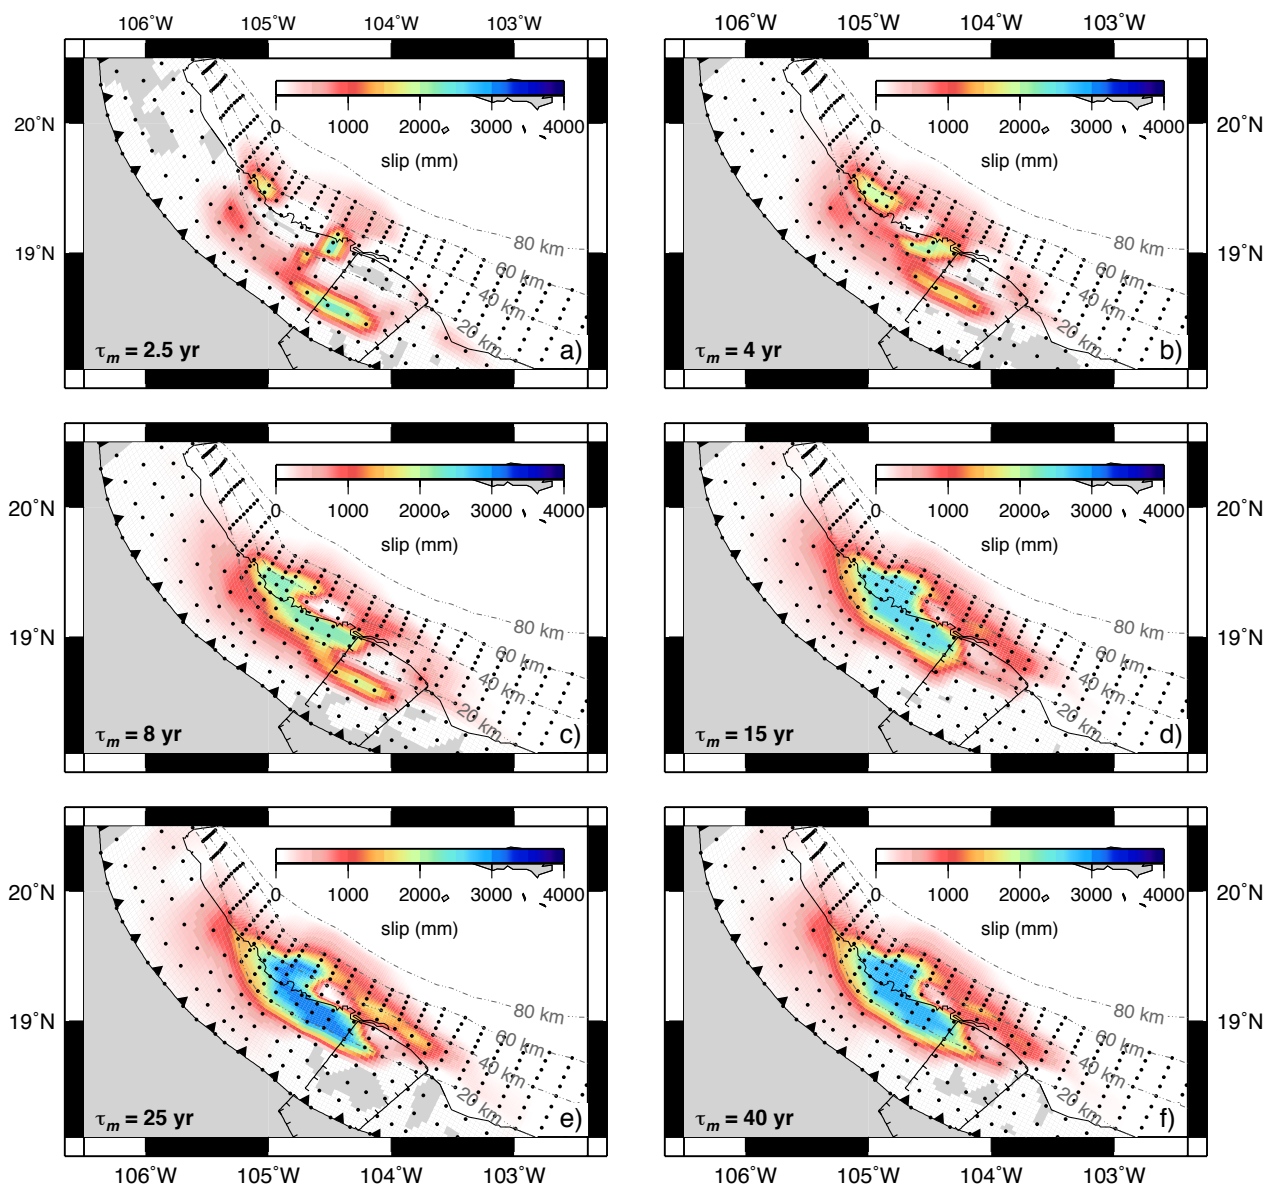 106˚W 105˚W 104˚W 103˚W 106˚W 105˚W 104˚W 103˚W
20˚N 0 1000 2000 3000 4000 0 1000 2000 3000 4000 20˚N
slip (mm) slip (mm)
19˚N 80 km 80 km 19˚N
60 km 60 km
40 km 40 km
20 km 20 km
τm = 2.5 yr a) τm = 4 yr b)
20˚N 0 1000 2000 3000 4000 0 1000 2000 3000 4000 20˚N
slip (mm) slip (mm)
19˚N 80 km 80 km 19˚N
60 km 60 km
40 km 40 km
20 km 20 km
τm = 8 yr c) τm = 15 yr d)
20˚N 0 1000 2000 3000 4000 0 1000 2000 3000 4000 20˚N
slip (mm) slip (mm)
19˚N 80 km 80 km 19˚N
60 km 60 km
40 km 40 km
20 km 20 km
τm = 25 yr e) τm = 40 yr f)
106˚W 105˚W 104˚W 103˚W 106˚W 105˚W 104˚W 103˚W